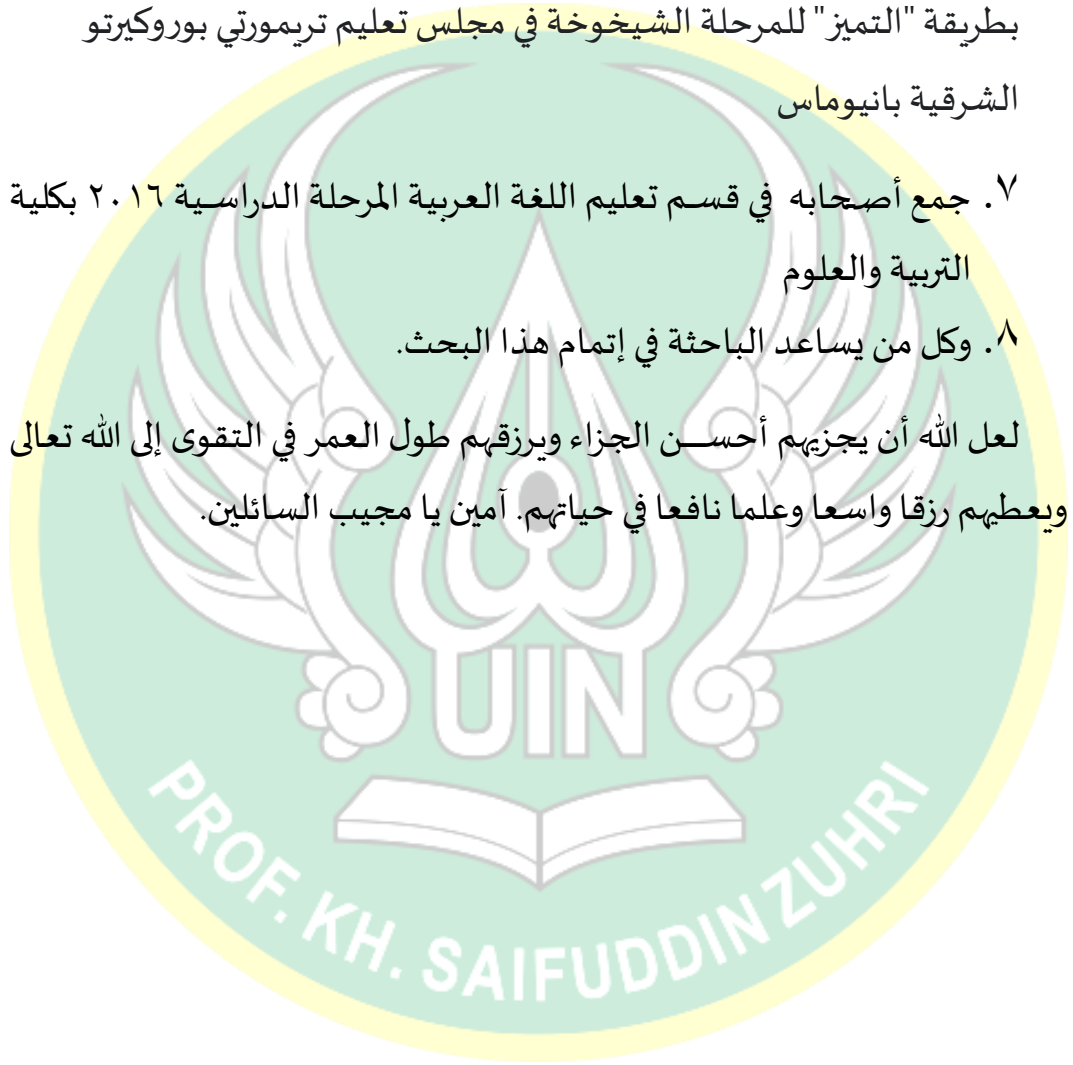 بطريقة "التميز" للمرحلة الشيخوخة في مجلس تعليم تريمورتي بوروكيرتو
الشرقية بانيوماس
٧. جمع أصحابه في قسم تعليم اللغة العربية المرحلة الدراسية ٢٠١٦ بكلية
التربية والعلوم
٨. وكل من يساعد الباحثة في إتمام هذا البحث.
لعل الله أن يجزيهم أحسن الجزاء ويرزقهم طول العمر في التقوى إلى الله تعالى
ويعطيهم رزقا واسعا وعلما نافعا في حياتهم. آمين يا مجيب السائلين.
UIN
PROF. KH. SAIFUDDIN ZUHRI